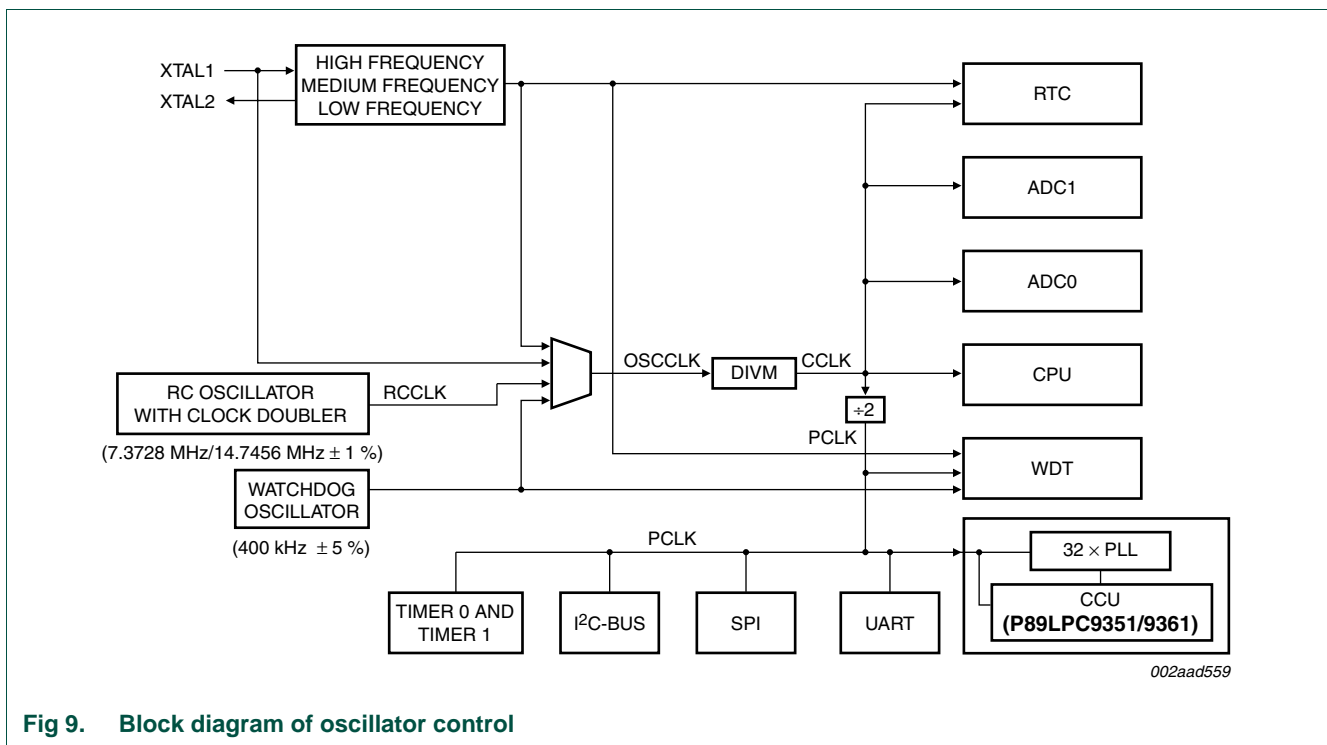 XTAL1
XTAL2
HIGH FREQUENCY
MEDIUM FREQUENCY
LOW FREQUENCY
RTC
ADC1
ADC0
OSCCLK
DIVM
CCLK
CPU
RC OSCILLATOR
WITH CLOCK DOUBLER
RCCLK
(7.3728 MHz/14.7456 MHz ± 1 %)
÷2
PCLK
WDT
WATCHDOG
OSCILLATOR
(400 kHz ± 5 %)
PCLK
32 × PLL
TIMER 0 AND
TIMER 1
I²C-BUS
SPI
UART
CCU
(P89LPC9351/9361)
002aad559
Fig 9. Block diagram of oscillator control